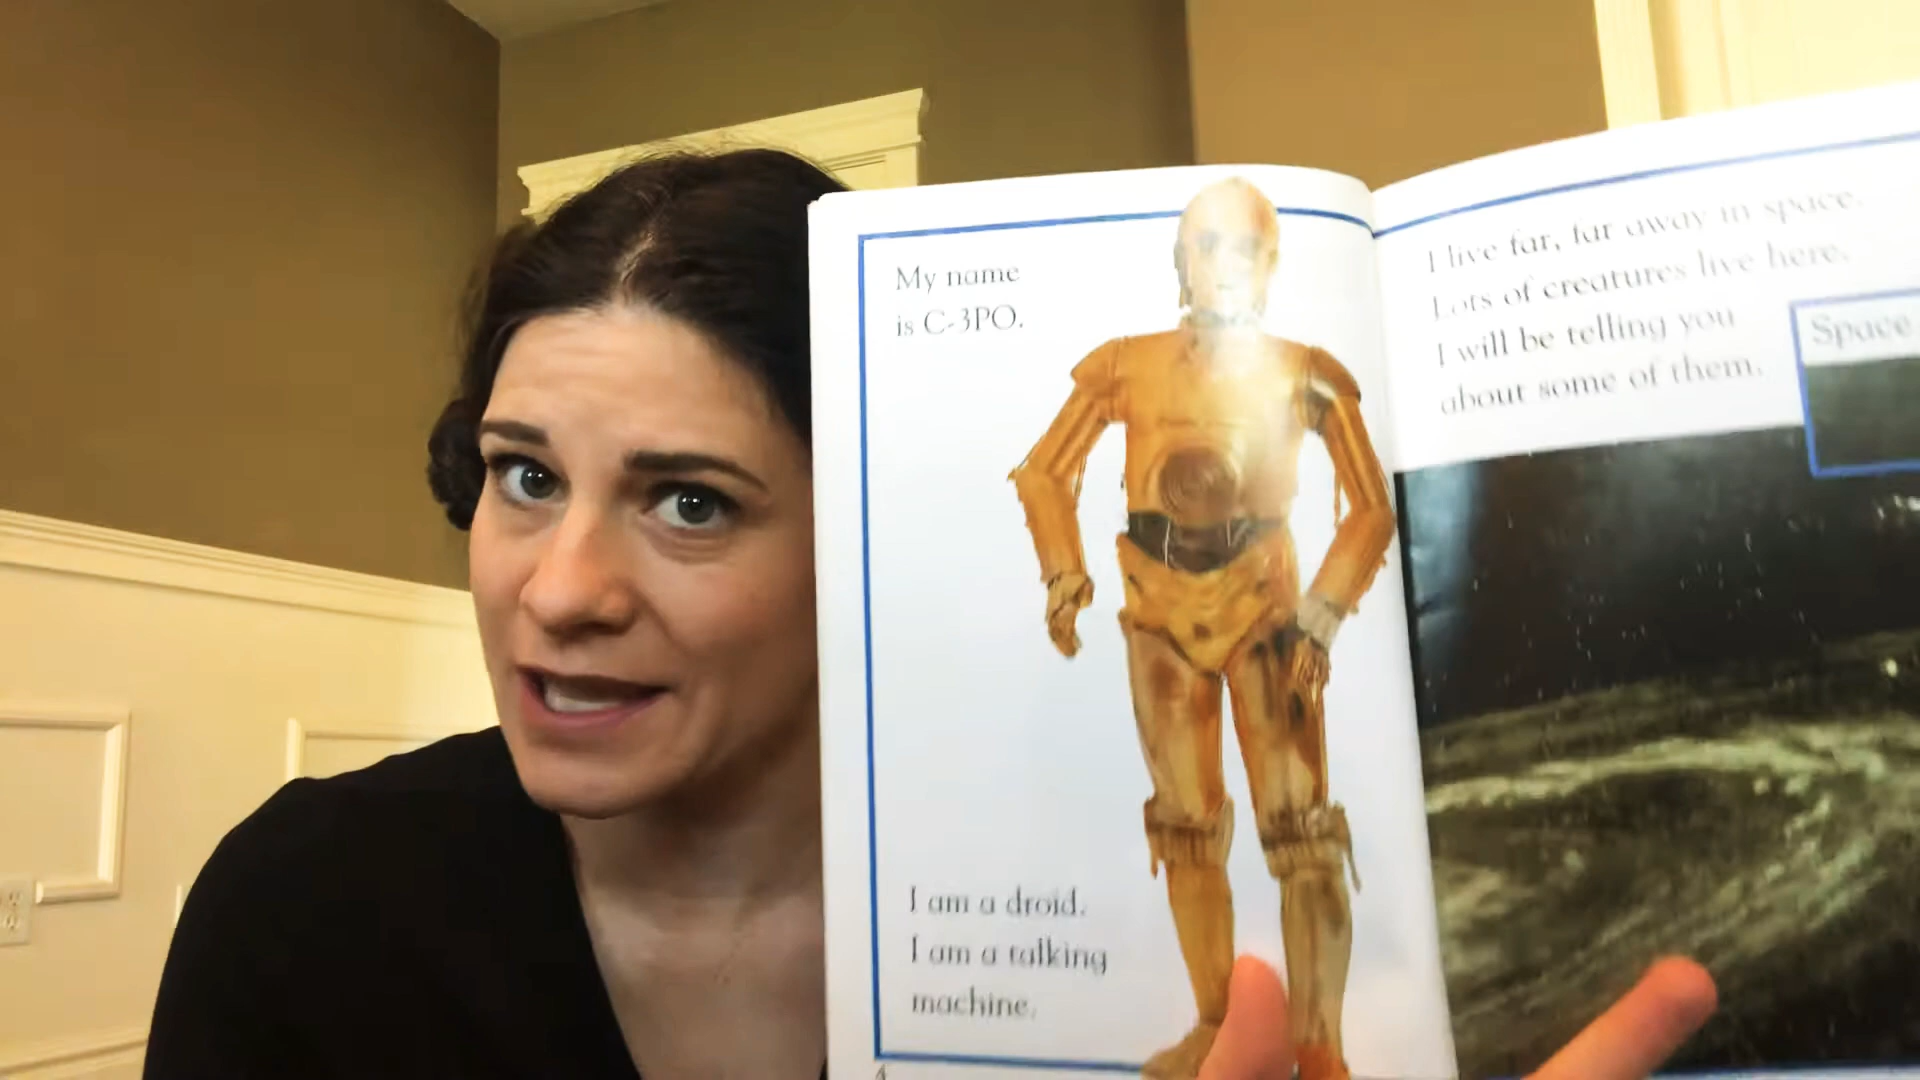 My name
is C-3PO.
I am a droid.
I am a talking
machine.
4
I live far, far away in space.
Lots of creatures live here.
I will be telling you
about some of them.
Space